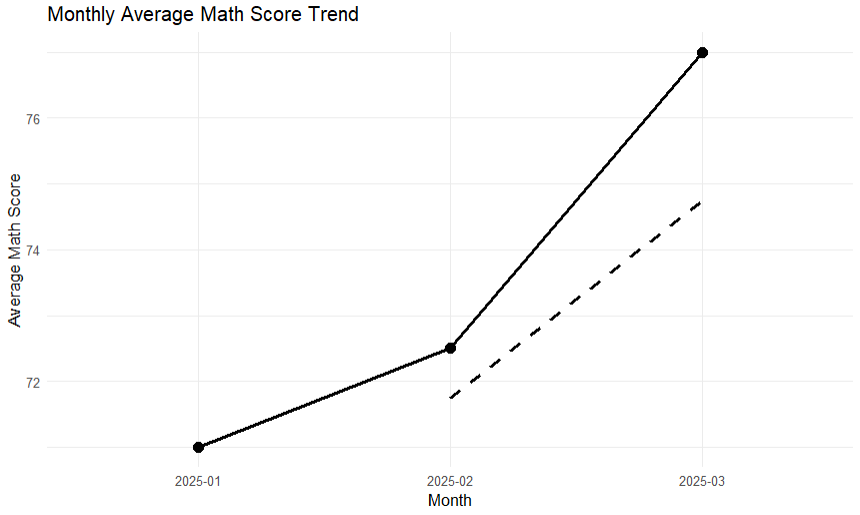 Monthly Average Math Score Trend
Average Math Score
76
74
72
2025-01
2025-02
2025-03
Month